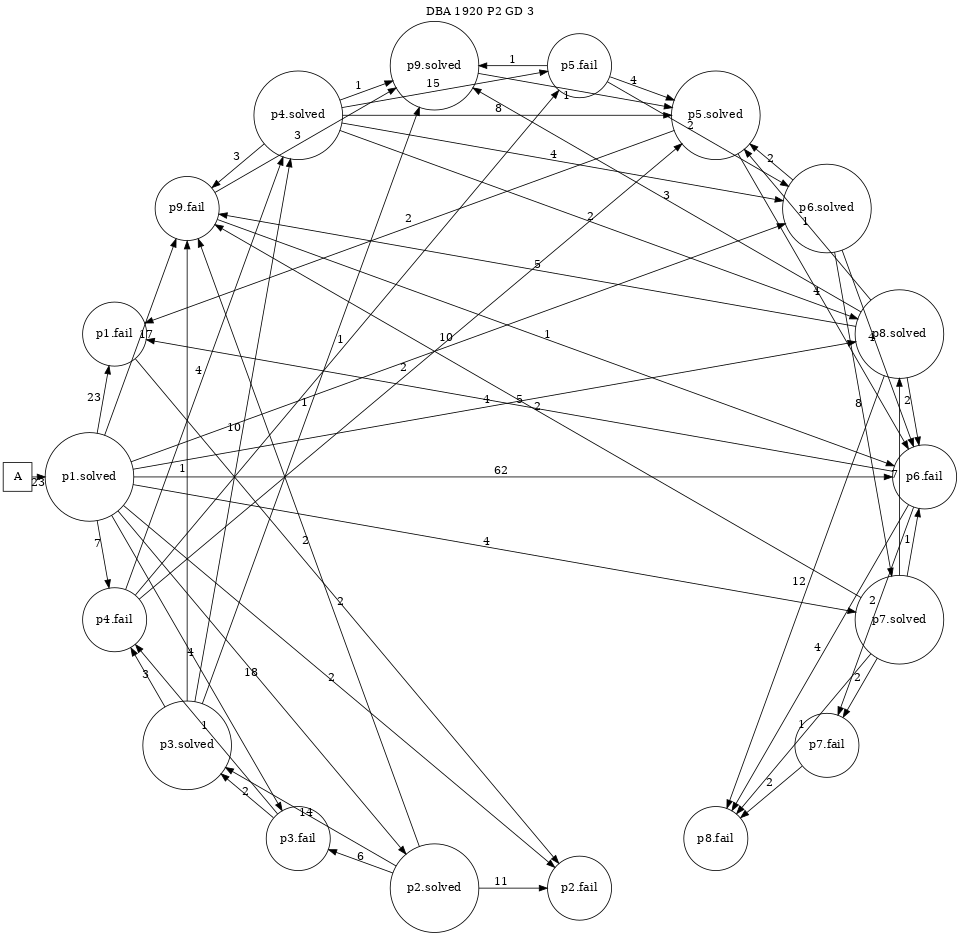 DBA 1920 P2 GD 3
p9.solved
1
p5.fail
1
15
1
4
p4.solved
8
p5.solved
2
3
3
4
2
p9.fail
3
p6.solved
2
2
1
5
4
p1.fail
17
1
10
1
4
p8.solved
4
2
23
1
4
5
2
8
2
10
A
23
p1.solved
1
62
7
p6.fail
7
2
4
1
12
2
p4.fail
2
p7.solved
4
4
3
18
2
2
1
1
p3.solved
p7.fail
2
2
14
p3.fail
p8.fail
6
p2.solved
11
p2.fail